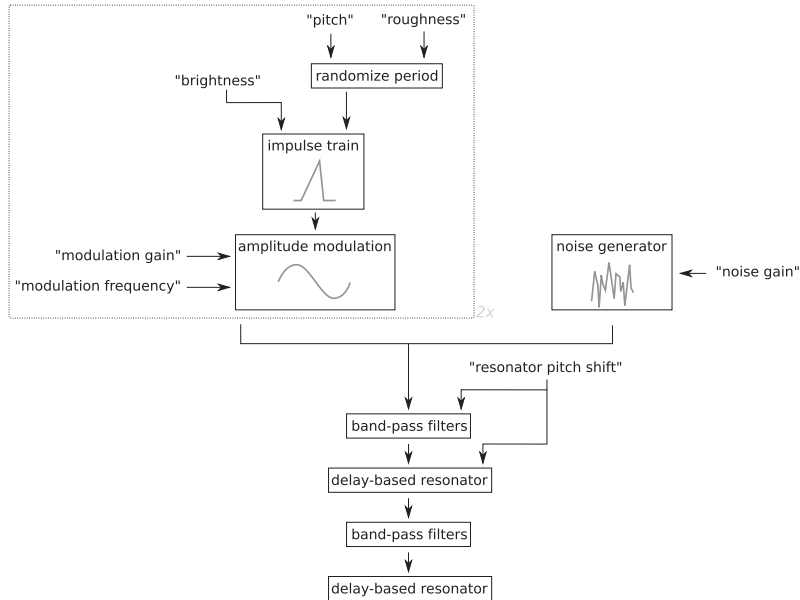 "pitch"
"roughness"
randomize period
"brightness"
impulse train
amplitude modulation
"modulation gain"
"modulation frequency"
2x
noise generator
"noise gain"
"resonator pitch shift"
band-pass filters
delay-based resonator
band-pass filters
delay-based resonator